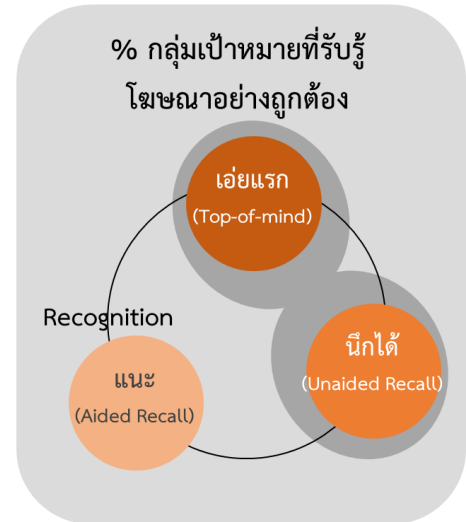 % กลุ่มเป้าหมายที่รับรู้
โฆษณาอย่างถูกต้อง
เอ่ยแรก
(Top-of-mind)
Recognition
นึกได้
(Unaided Recall)
แนะ
(Aided Recall)